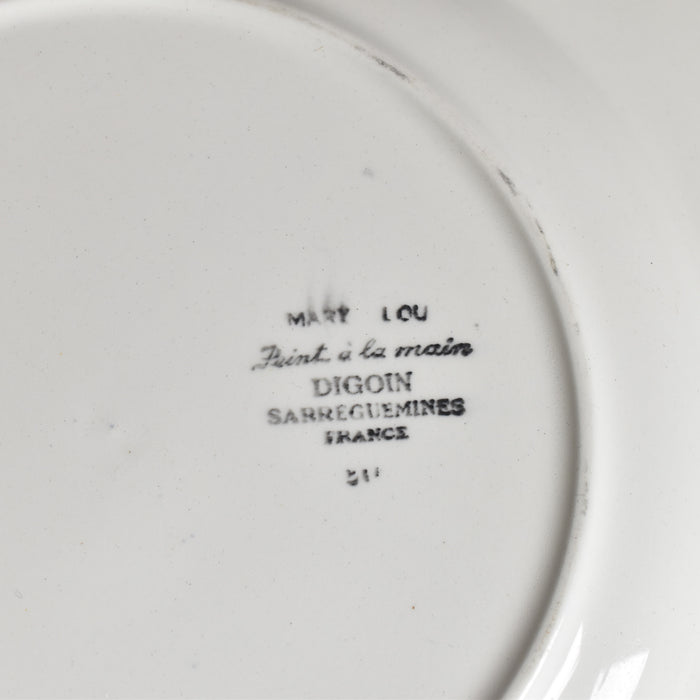 MARY LOU
Peint à la main
DIGOIN
SARREGUEMINES
FRANCE